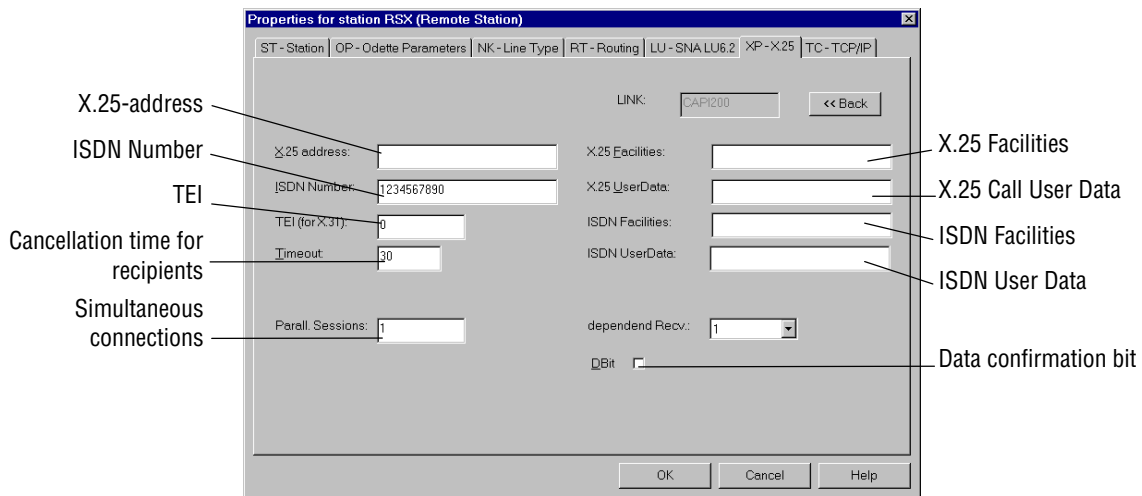 Properties for station RSX (Remote Station)
ST - Station OP - Odette Parameters NK - Line Type RT - Routing LU - SNA LU6.2 XP - X.25 TC - TCP/IP
LINK: CAPI200 << Back
X.25-address
ISDN Number
TEI
Cancellation time for
recipients
Simultaneous
connections
X.25 address:
ISDN Number: 1234567890
TEI (for X.31): 0
Timeout: 30
Parall. Sessions: 1
X.25 Facilities:
X.25 UserData:
ISDN Facilities:
ISDN UserData:
dependend Recv.: 1
DBit
X.25 Facilities
X.25 Call User Data
ISDN Facilities
ISDN User Data
Data confirmation bit
OK Cancel Help